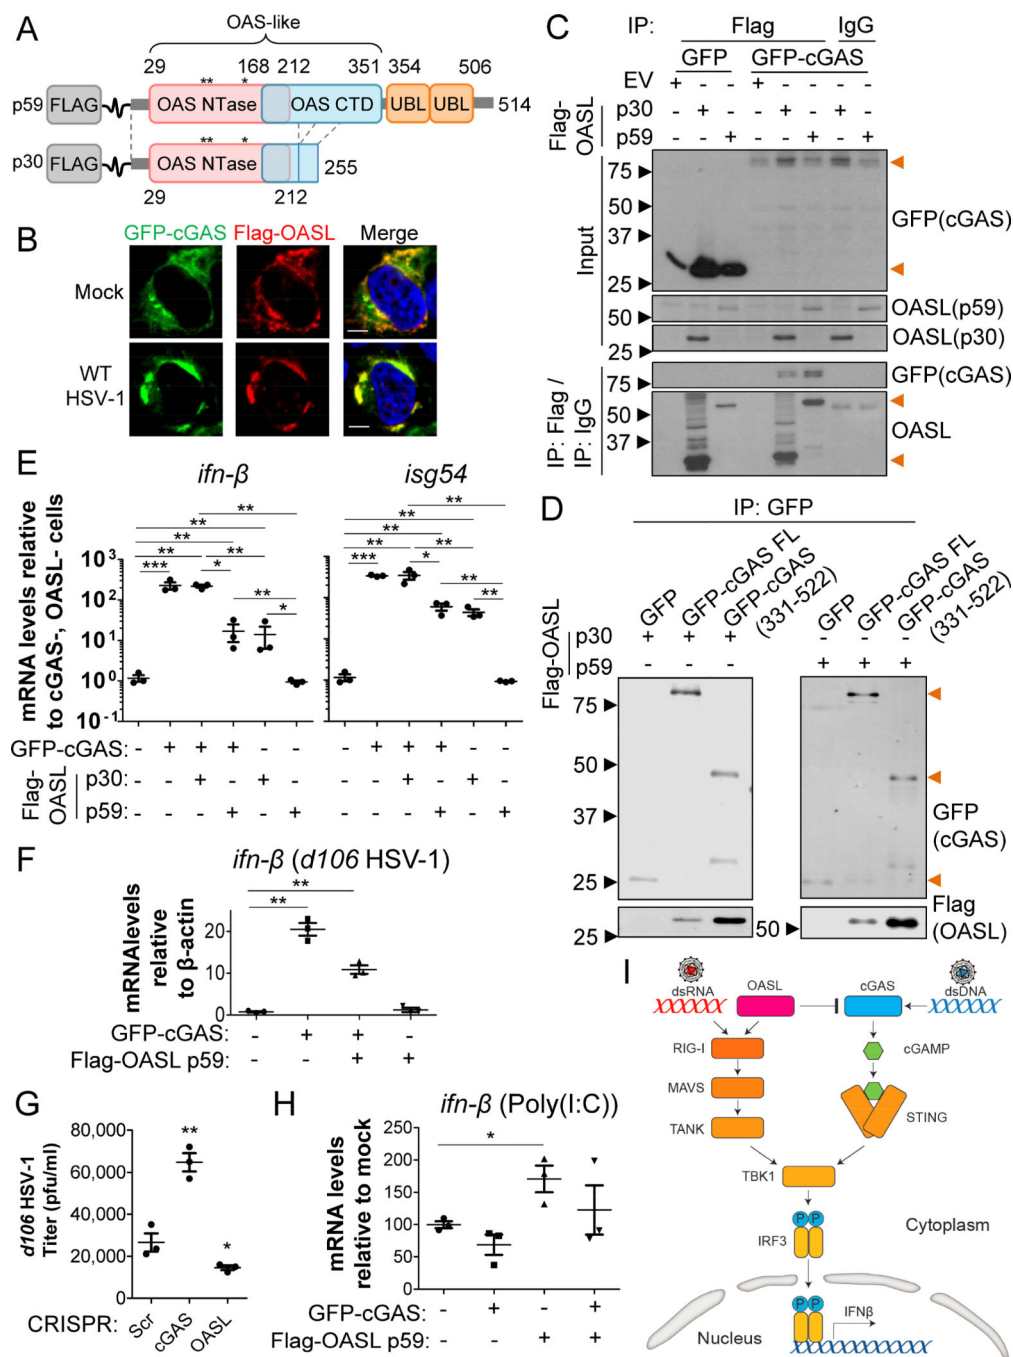 A
OAS-like
29 168 212 351 354 506
** *
p59 FLAG OAS NTase OAS CTD UBL UBL 514
** *
p30 FLAG OAS NTase 255
29 212
B
GFP-cGAS Flag-OASL Merge
Mock
WT
HSV-1
C
IP: Flag IgG
GFP GFP-cGAS
EV + - - + - - - -
Flag-OASL
p30 - + - - + - + -
p59 - - + - - + - +
Input
75
50
37
25
GFP(cGAS)
50
OASL(p59)
25
OASL(p30)
IP: Flag /
IP: IgG
75
GFP(cGAS)
50
37
OASL
D
IP: GFP
GFP
GFP-cGAS FL
GFP-cGAS
(331-522)
GFP
GFP-cGAS FL
GFP-cGAS
(331-522)
Flag-OASL
p30 + + + - - -
p59 - - - + + +
75
50
37
25
GFP
(cGAS)
25
50
Flag
(OASL)
E
ifn-β
isg54
mRNA levels relative
to cGAS-, OASL- cells
10³
10²
10¹
10⁰
10⁻¹
** ** ** ** ** *** * ** *
** ** ** ** ** *** * ** **
GFP-cGAS: - + + + - - - + + + - -
Flag-
OASL
p30: - - + - + - - - + - + -
p59: - - - + - + - - - + - +
F
ifn-β (d106 HSV-1)
mRNAlevels
relative
to β-actin
20
10
0
**
**
GFP-cGAS: - + + -
Flag-OASL p59: - - + +
G
d106 HSV-1
Titer (pfu/ml)
80,000
60,000
40,000
20,000
0
**
*
CRISPR: Scr cGAS OASL
H
ifn-β (Poly(I:C))
mRNA levels
relative to mock
250
200
150
100
50
0
*
GFP-cGAS: - + - +
Flag-OASL p59: - - + +
I
dsRNA OASL cGAS dsDNA
RIG-I
cGAMP
MAVS
STING
TANK
TBK1
P P
IRF3
Cytoplasm
P P
IFNβ
Nucleus